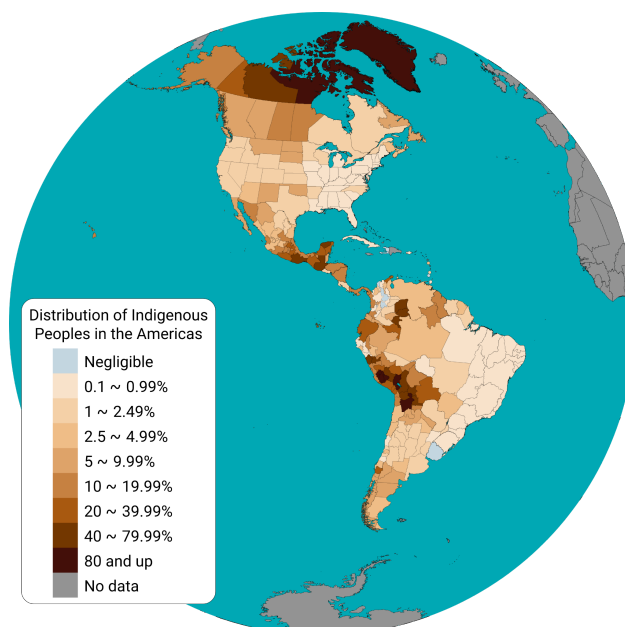 Distribution of Indigenous
Peoples in the Americas
Negligible
0.1 ~ 0.99%
1 ~ 2.49%
2.5 ~ 4.99%
5 ~ 9.99%
10 ~ 19.99%
20 ~ 39.99%
40 ~ 79.99%
80 and up
No data